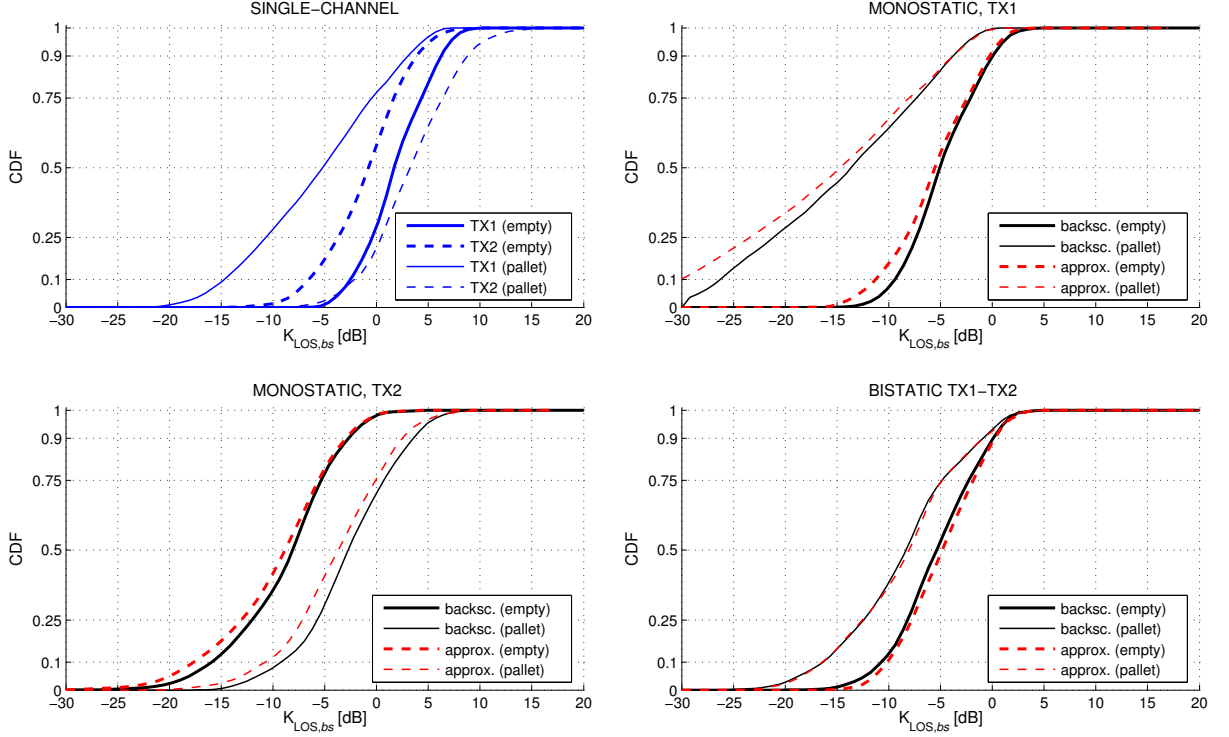 SINGLE−CHANNEL
1
0.9
0.75
0.5
0.25
0.1
0
CDF
−30 −25 −20 −15 −10 −5 0 5 10 15 20
K_LOS,bs [dB]
TX1 (empty)
TX2 (empty)
TX1 (pallet)
TX2 (pallet)
MONOSTATIC, TX1
1
0.9
0.75
0.5
0.25
0.1
0
CDF
−30 −25 −20 −15 −10 −5 0 5 10 15 20
K_LOS,bs [dB]
backsc. (empty)
backsc. (pallet)
approx. (empty)
approx. (pallet)
MONOSTATIC, TX2
1
0.9
0.75
0.5
0.25
0.1
0
CDF
−30 −25 −20 −15 −10 −5 0 5 10 15 20
K_LOS,bs [dB]
backsc. (empty)
backsc. (pallet)
approx. (empty)
approx. (pallet)
BISTATIC TX1−TX2
1
0.9
0.75
0.5
0.25
0.1
0
CDF
−30 −25 −20 −15 −10 −5 0 5 10 15 20
K_LOS,bs [dB]
backsc. (empty)
backsc. (pallet)
approx. (empty)
approx. (pallet)